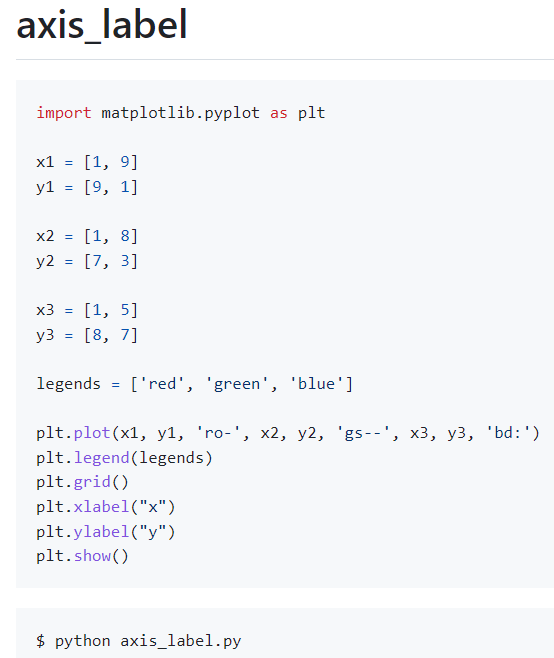 axis_label
import matplotlib.pyplot as plt
x1 = [1, 9]
y1 = [9, 1]
x2 = [1, 8]
y2 = [7, 3]
x3 = [1, 5]
y3 = [8, 7]
legends = ['red', 'green', 'blue']
plt.plot(x1, y1, 'ro-', x2, y2, 'gs--', x3, y3, 'bd:')
plt.legend(legends)
plt.grid()
plt.xlabel("x")
plt.ylabel("y")
plt.show()
$ python axis_label.py